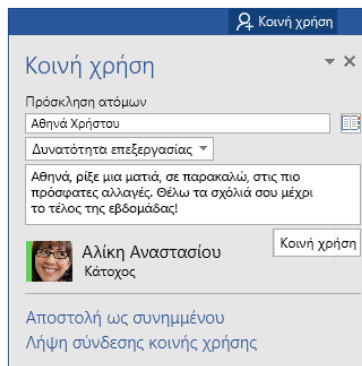 Κοινή χρήση
Κοινή χρήση
Πρόσκληση ατόμων
Αθηνά Χρήστου
Δυνατότητα επεξεργασίας
Αθηνά, ρίξε μια ματιά, σε παρακαλώ, στις πιο
πρόσφατες αλλαγές. Θέλω τα σχόλιά σου μέχρι
το τέλος της εβδομάδας!
Κοινή χρήση
Αλίκη Αναστασίου
Κάτοχος
Αποστολή ως συνημμένου
Λήψη σύνδεσης κοινής χρήσης